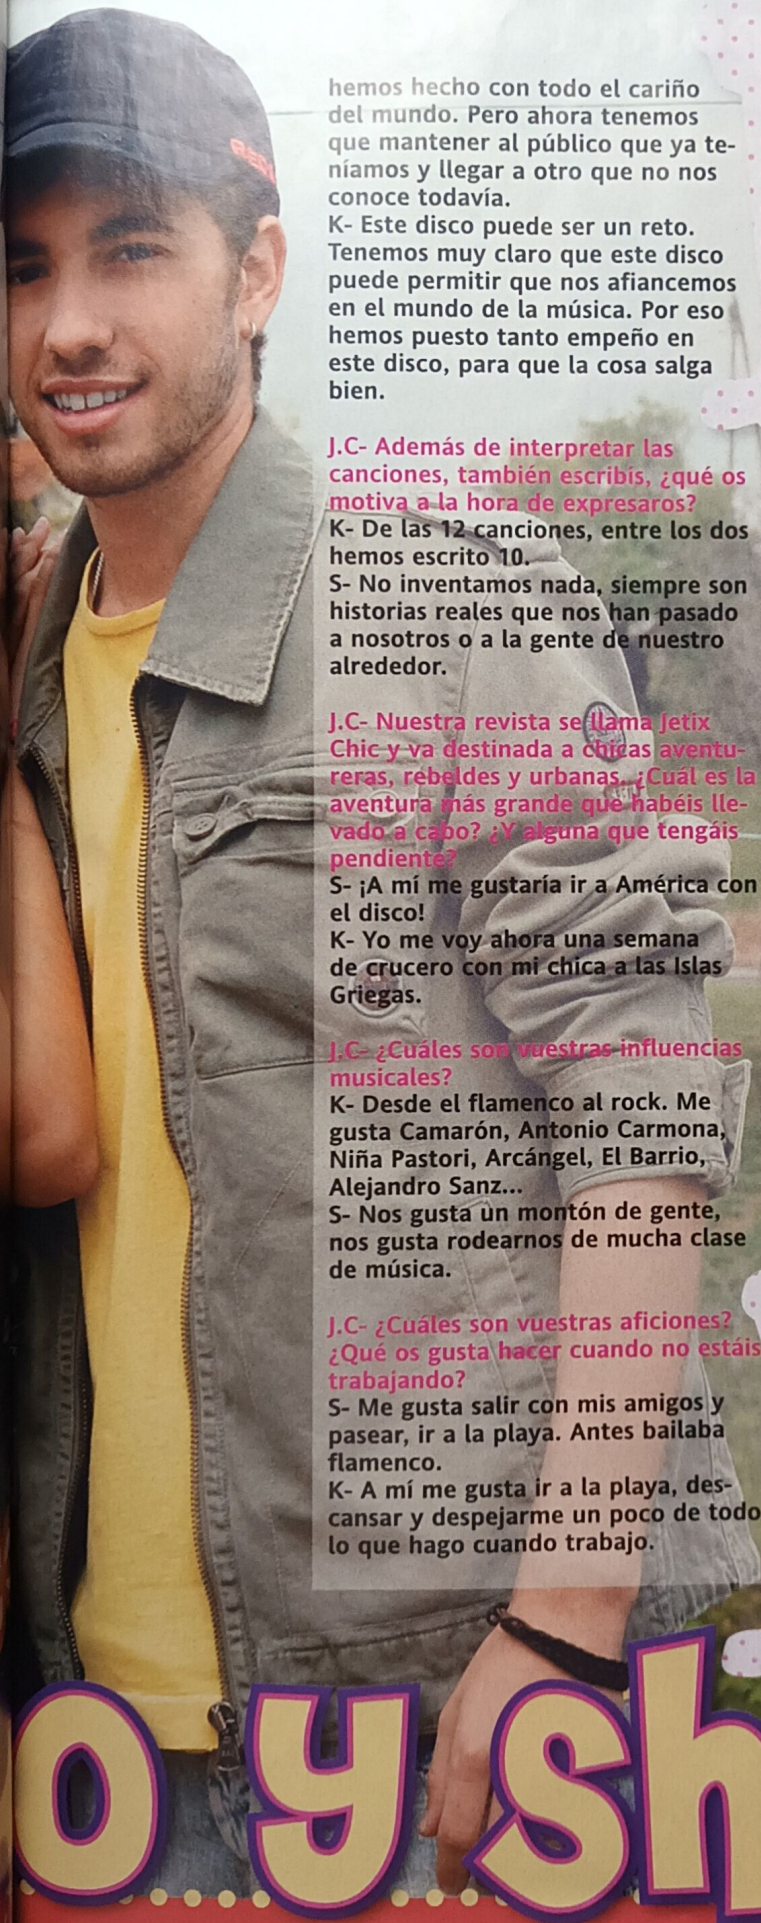 hemos hecho con todo el cariño
del mundo. Pero ahora tenemos
que mantener al público que ya te-
níamos y llegar a otro que no nos
conoce todavía.
K- Este disco puede ser un reto.
Tenemos muy claro que este disco
puede permitir que nos afiancemos
en el mundo de la música. Por eso
hemos puesto tanto empeño en
este disco, para que la cosa salga
bien.
J.C- Además de interpretar las
canciones, también escribís, ¿qué os
motiva a la hora de expresaros?
K- De las 12 canciones, entre los dos
hemos escrito 10.
S- No inventamos nada, siempre son
historias reales que nos han pasado
a nosotros o a la gente de nuestro
alrededor.
J.C- Nuestra revista se llama Jetix
Chic y va destinada a chicas aventu-
reras, rebeldes y urbanas. ¿Cuál es la
aventura más grande que habéis lle-
vado a cabo? ¿Y alguna que tengáis
pendiente?
S- ¡A mí me gustaría ir a América con
el disco!
K- Yo me voy ahora una semana
de crucero con mi chica a las Islas
Griegas.
J.C- ¿Cuáles son vuestras influencias
musicales?
K- Desde el flamenco al rock. Me
gusta Camarón, Antonio Carmona,
Niña Pastori, Arcángel, El Barrio,
Alejandro Sanz...
S- Nos gusta un montón de gente,
nos gusta rodearnos de mucha clase
de música.
J.C- ¿Cuáles son vuestras aficiones?
¿Qué os gusta hacer cuando no estáis
trabajando?
S- Me gusta salir con mis amigos y
pasear, ir a la playa. Antes bailaba
flamenco.
K- A mí me gusta ir a la playa, des-
cansar y despejarme un poco de todo
lo que hago cuando trabajo.
o y sh